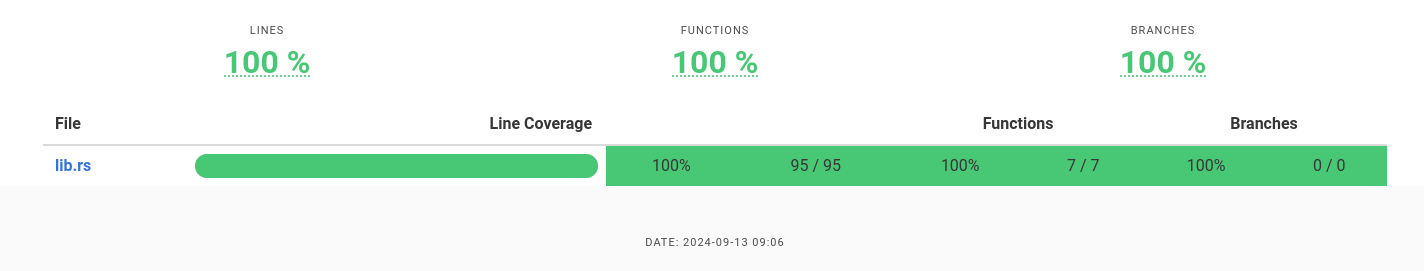 LINES FUNCTIONS BRANCHES
100 % 100 % 100 %
File Line Coverage Functions Branches
lib.rs 100% 95 / 95 100% 7 / 7 100% 0 / 0
DATE: 2024-09-13 09:06